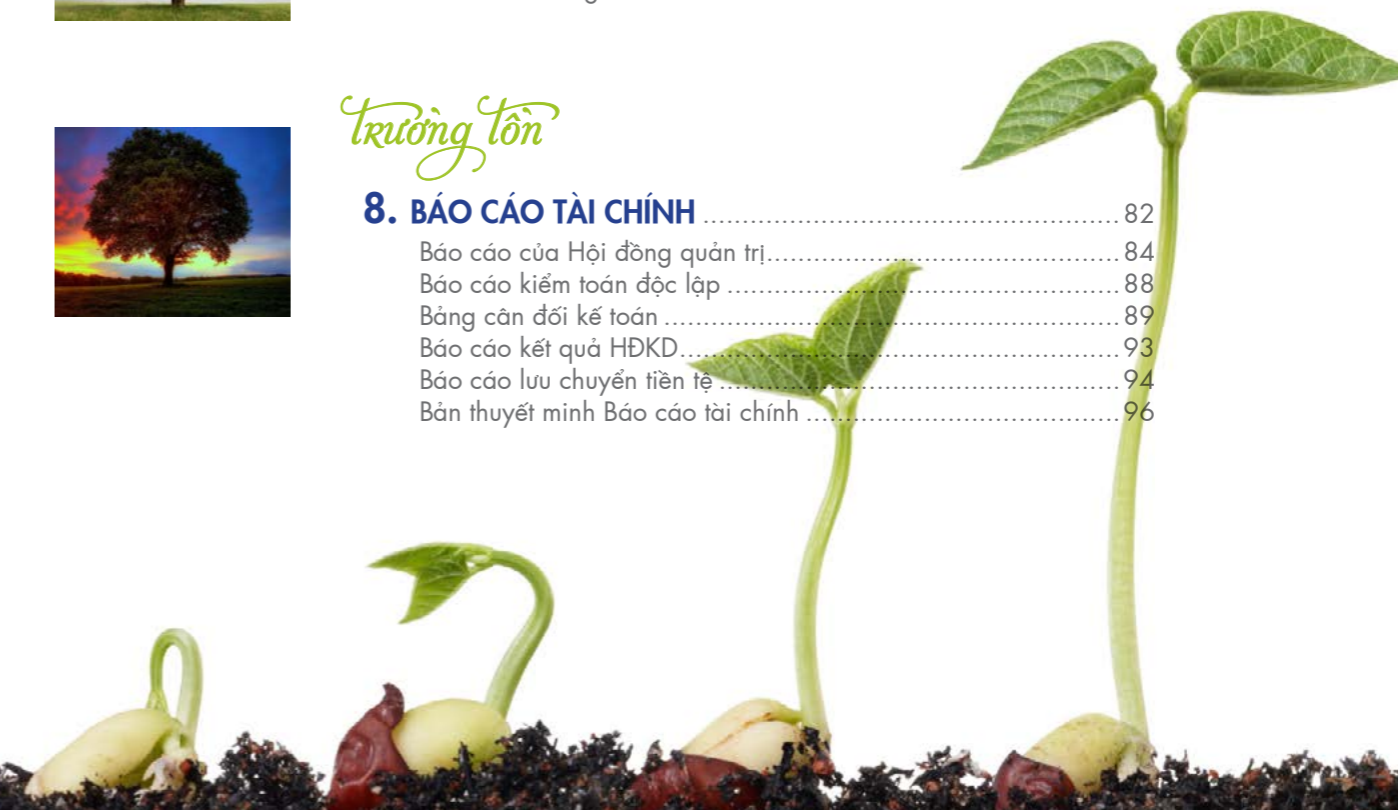 trường tồn
8. BÁO CÁO TÀI CHÍNH ........................................................ 82
Báo cáo của Hội đồng quản trị........................................................ 84
Báo cáo kiểm toán độc lập ........................................................ 88
Bảng cân đối kế toán ........................................................ 89
Báo cáo kết quả HĐKD........................................................ 93
Báo cáo lưu chuyển tiền tệ ........................................................ 94
Bản thuyết minh Báo cáo tài chính ........................................................ 96